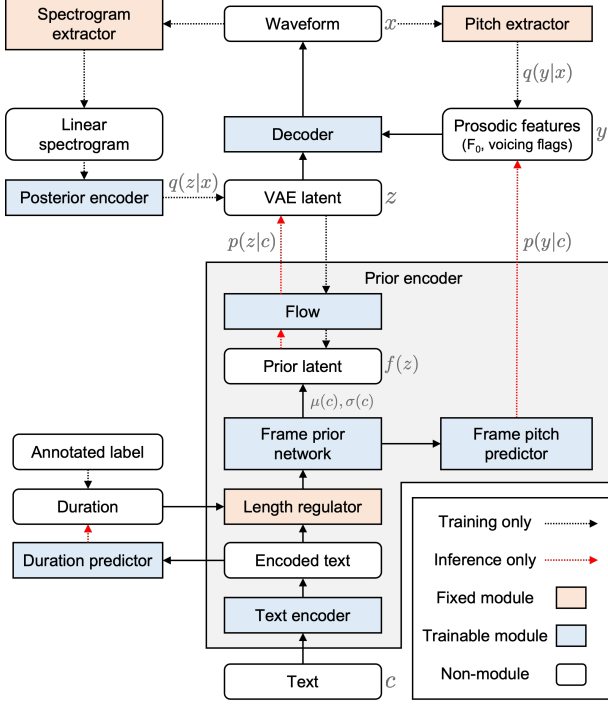 Spectrogram
extractor
Waveform
x
Pitch extractor
q(y|x)
Linear
spectrogram
Decoder
Prosodic features
(F₀, voicing flags)
y
Posterior encoder
q(z|x)
VAE latent
z
p(z|c)
p(y|c)
Prior encoder
Flow
Prior latent
f(z)
μ(c), σ(c)
Frame prior
network
Frame pitch
predictor
Annotated label
Duration
Length regulator
Duration predictor
Encoded text
Text encoder
Text
c
Training only
Inference only
Fixed module
Trainable module
Non-module